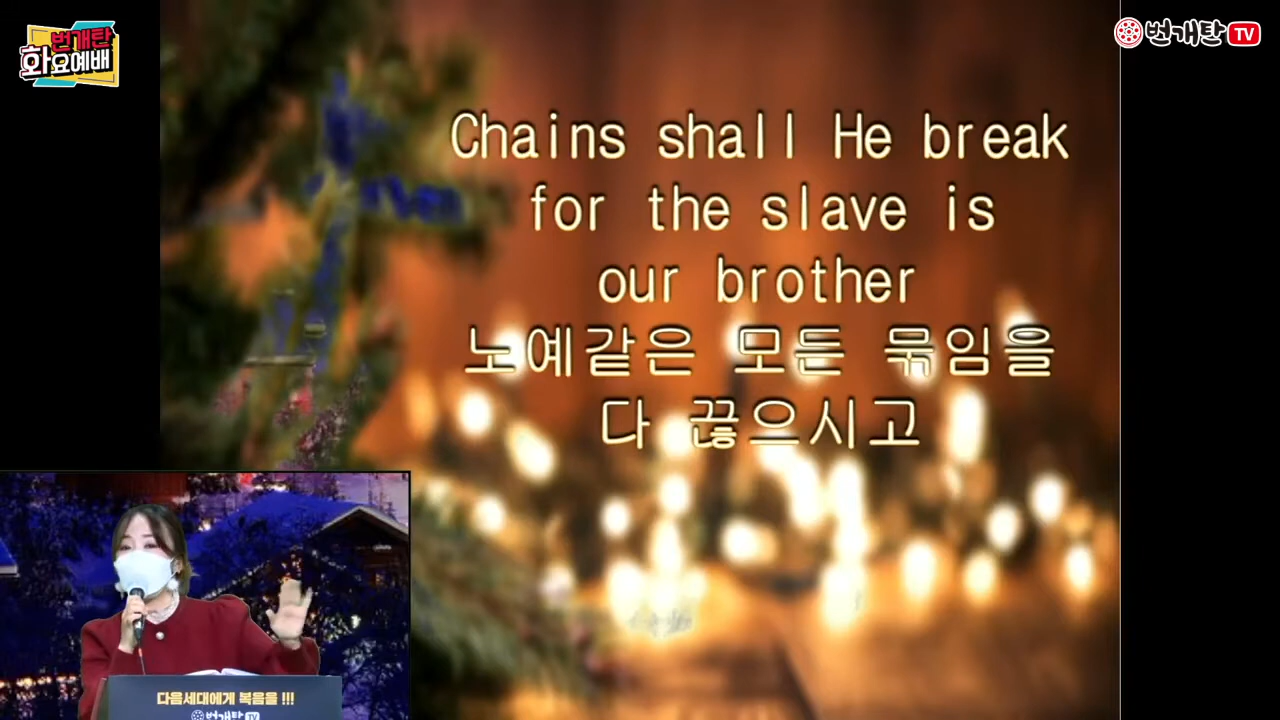 번개탄
화요예배
번개탄 TV
Chains shall He break
for the slave is
our brother
노예같은 모든 묶임을
다 끊으시고
다음세대에게 복음을 !!!
번개탄 TV